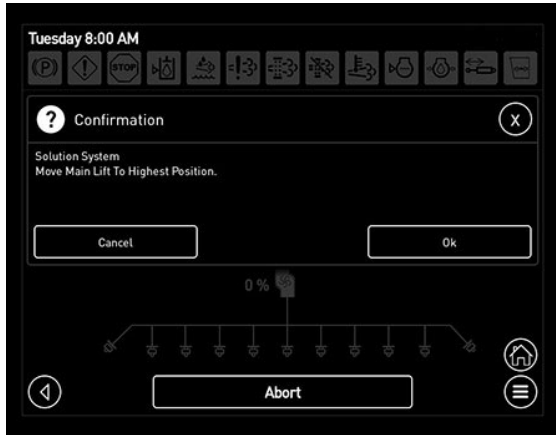 Tuesday 8:00 AM
(P)
STOP
? Confirmation
X
Solution System
Move Main Lift To Highest Position.
Cancel
Ok
0 %
Abort